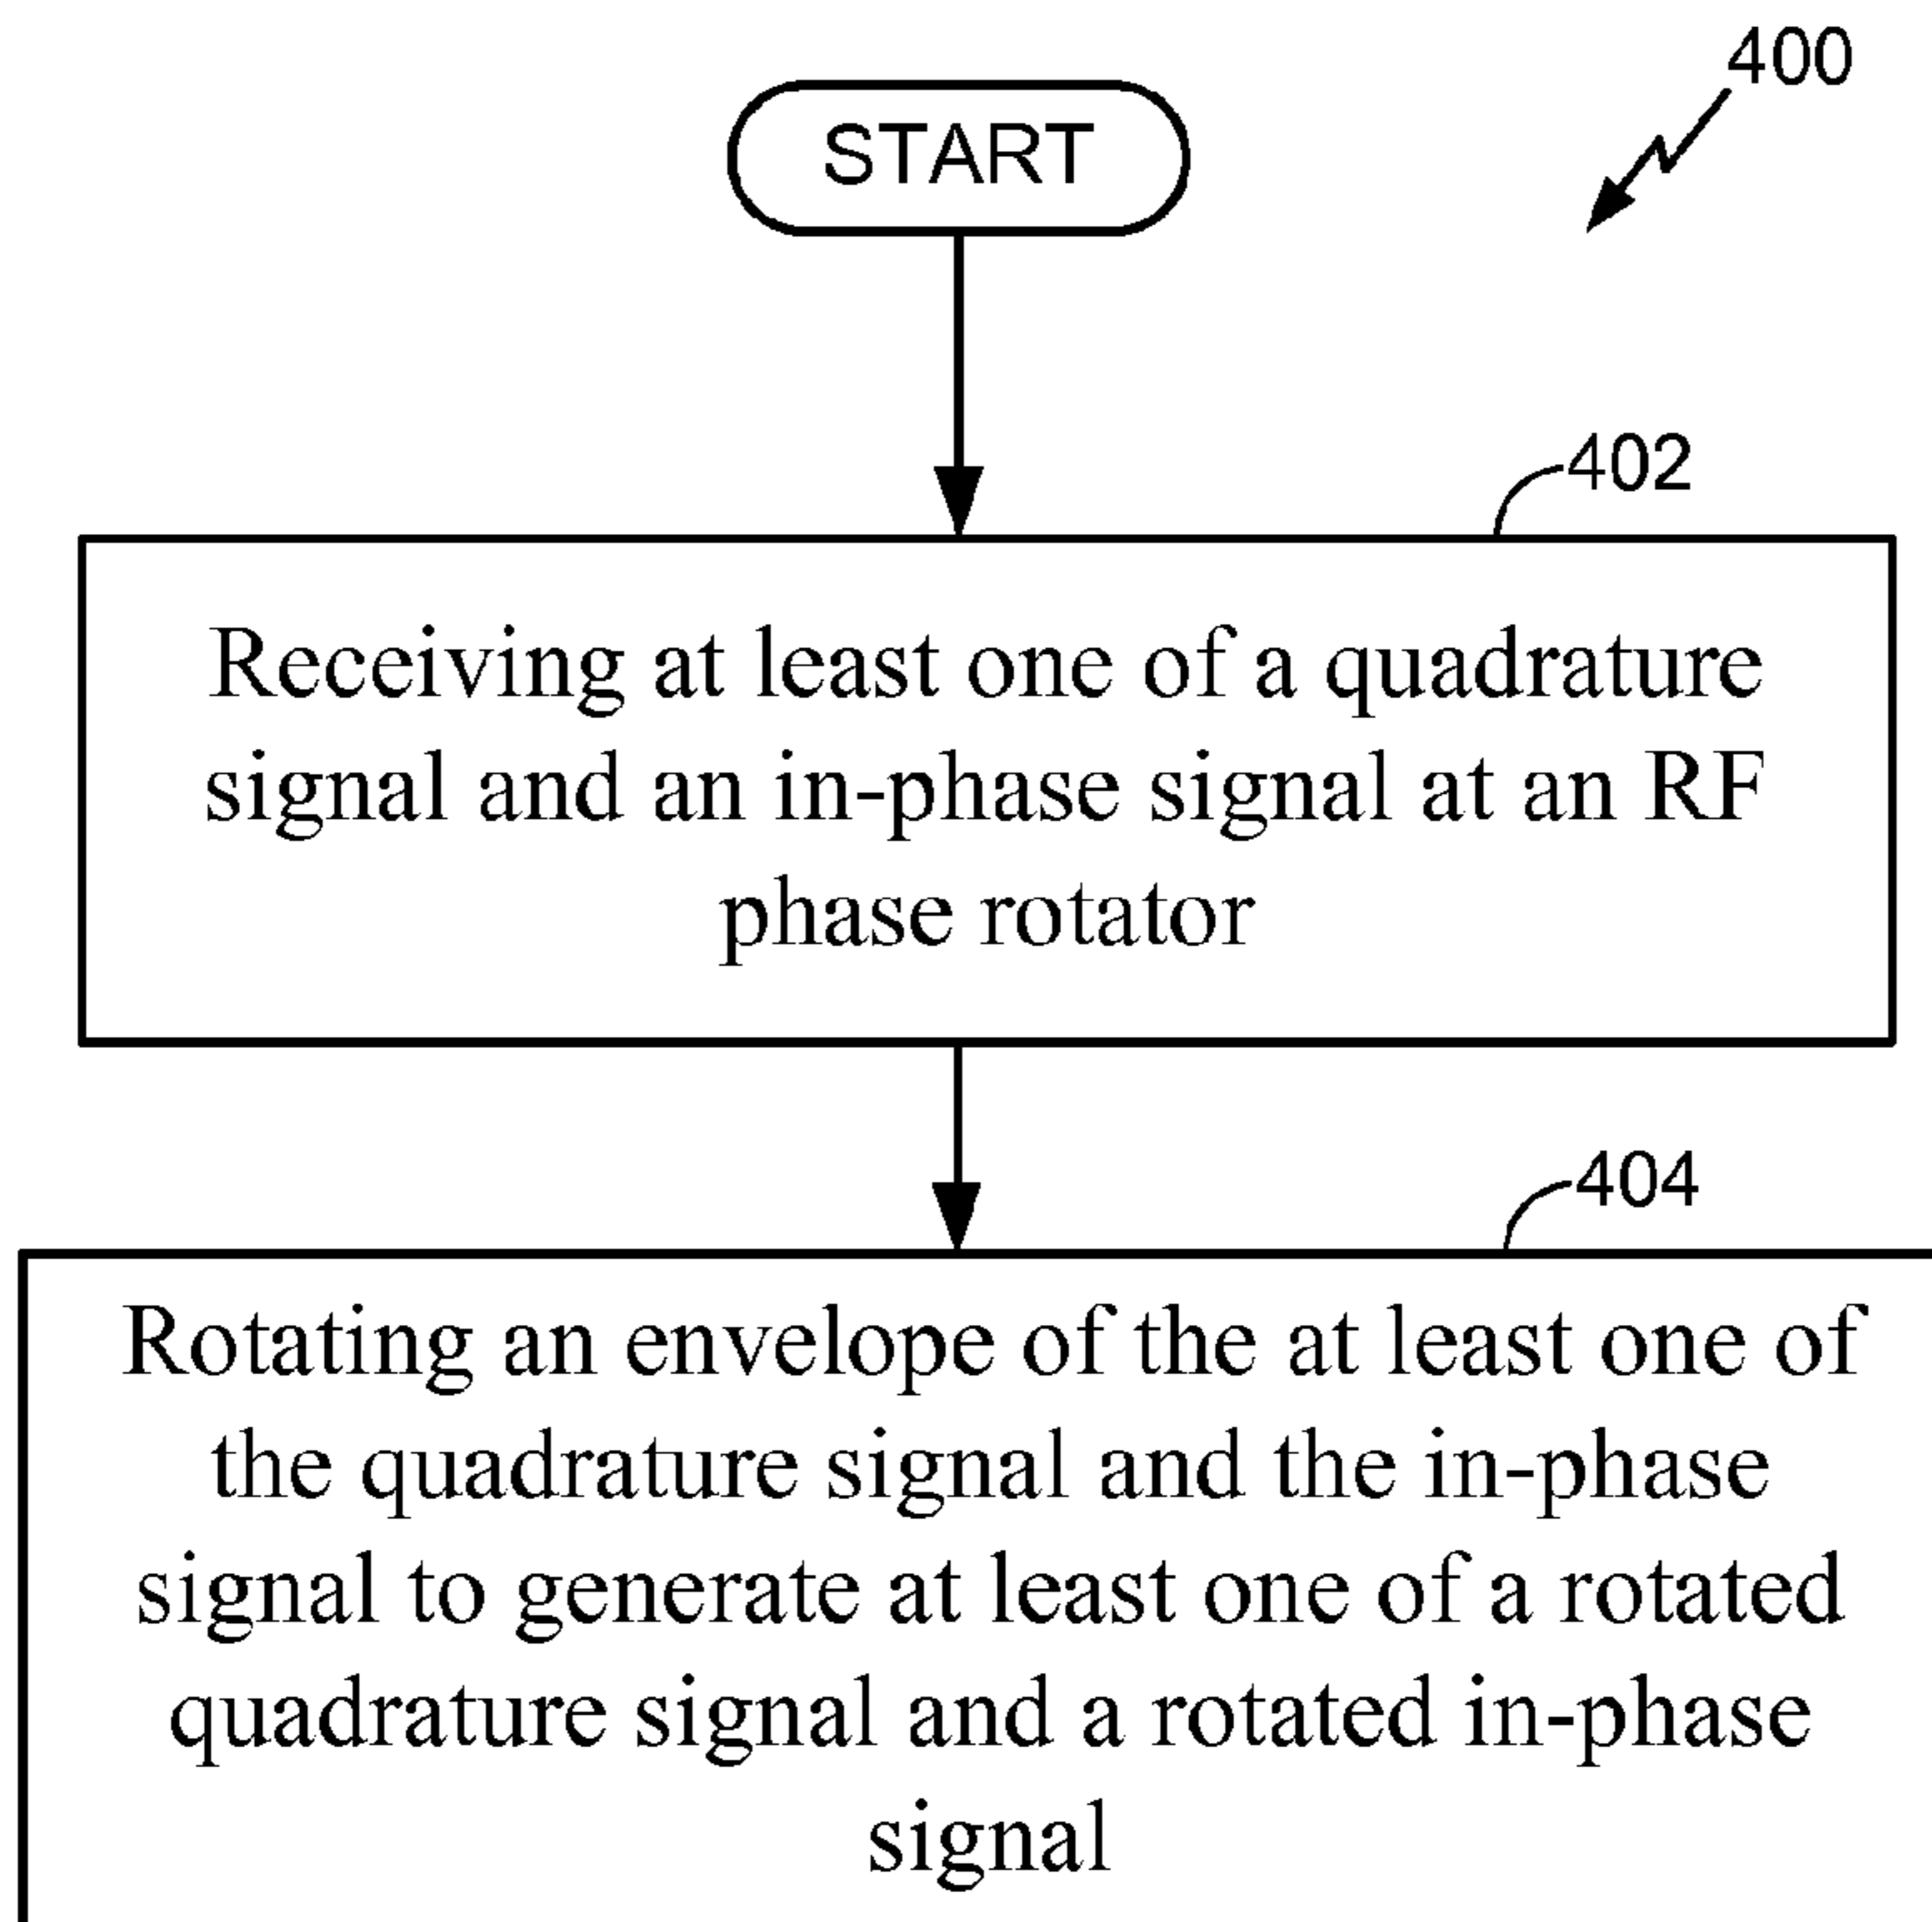 400
START
402
Receiving at least one of a quadrature
signal and an in-phase signal at an RF
phase rotator
404
Rotating an envelope of the at least one of
the quadrature signal and the in-phase
signal to generate at least one of a rotated
quadrature signal and a rotated in-phase
signal